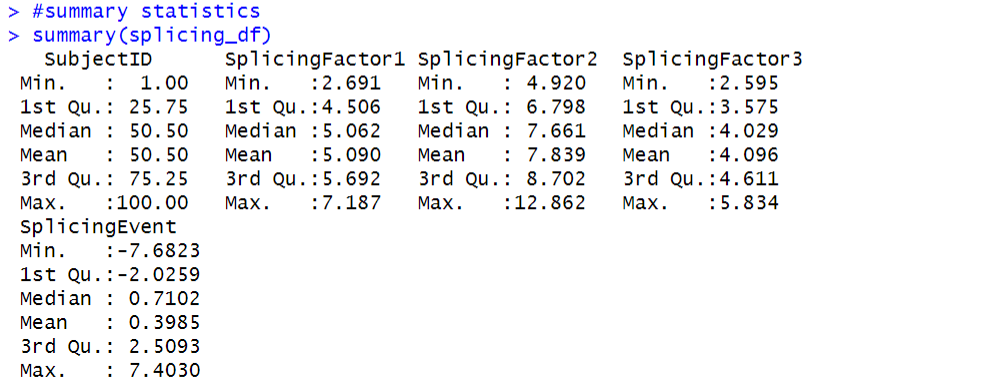 > #summary statistics
> summary(splicing_df)
   SubjectID      SplicingFactor1 SplicingFactor2  SplicingFactor3
 Min.   :  1.00   Min.   :2.691   Min.   : 4.920   Min.   :2.595
 1st Qu.: 25.75   1st Qu.:4.506   1st Qu.: 6.798   1st Qu.:3.575
 Median : 50.50   Median :5.062   Median : 7.661   Median :4.029
 Mean   : 50.50   Mean   :5.090   Mean   : 7.839   Mean   :4.096
 3rd Qu.: 75.25   3rd Qu.:5.692   3rd Qu.: 8.702   3rd Qu.:4.611
 Max.   :100.00   Max.   :7.187   Max.   :12.862   Max.   :5.834
 SplicingEvent
 Min.   :-7.6823
 1st Qu.:-2.0259
 Median : 0.7102
 Mean   : 0.3985
 3rd Qu.: 2.5093
 Max.   : 7.4030